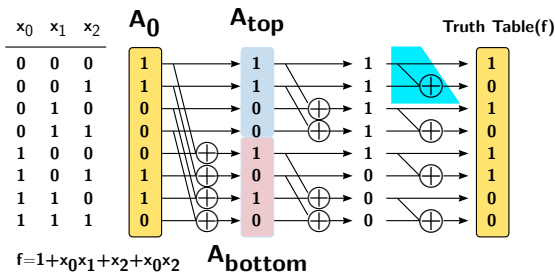 x₀ x₁ x₂ A₀ A_top Truth Table(f)
0 0 0 1 1 1 1
0 0 1 1 1 1 0
0 1 0 0 0 1 1
0 1 1 0 0 1 0
1 0 0 0 1 1 1
1 0 1 1 0 0 1
1 1 0 1 1 0 0
1 1 1 0 0 0 0
f=1+x₀x₁+x₂+x₀x₂ A_bottom